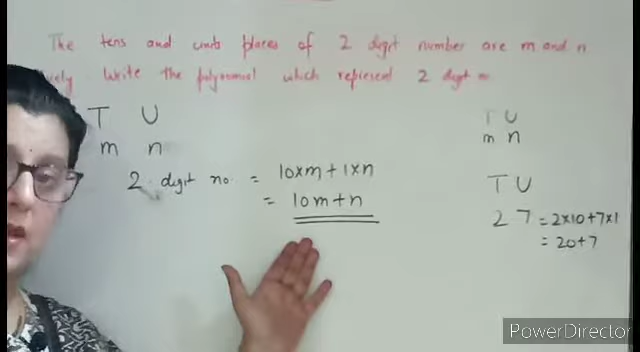 The tens and units places of 2 digit number are m and n
Write the polynomial which represent 2 digit no
T U
m n
2 digit no. = 10×m + 1×n
= 10m + n
T U
m n
T U
2 7 = 2×10 + 7×1
= 20 + 7
PowerDirector